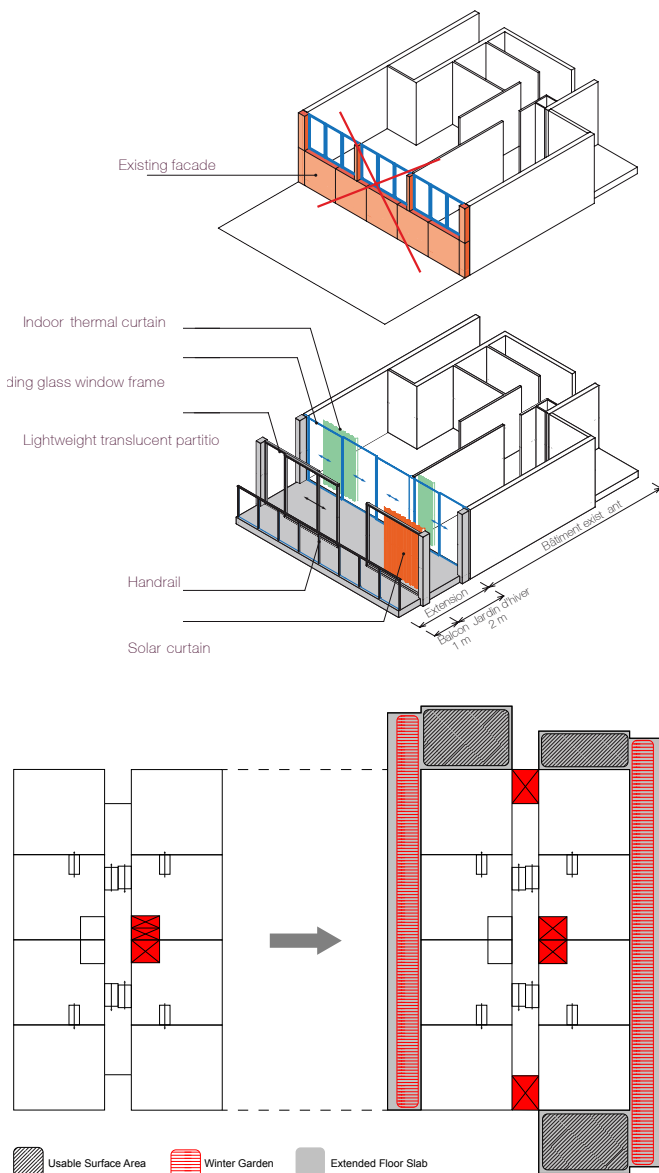 Existing facade
Indoor thermal curtain
ding glass window frame
Lightweight translucent partitio
Handrail
Solar curtain
Bâtiment exist ant
Extension
Balcon
1 m
Jardin d'hiver
2 m
Usable Surface Area
Winter Garden
Extended Floor Slab